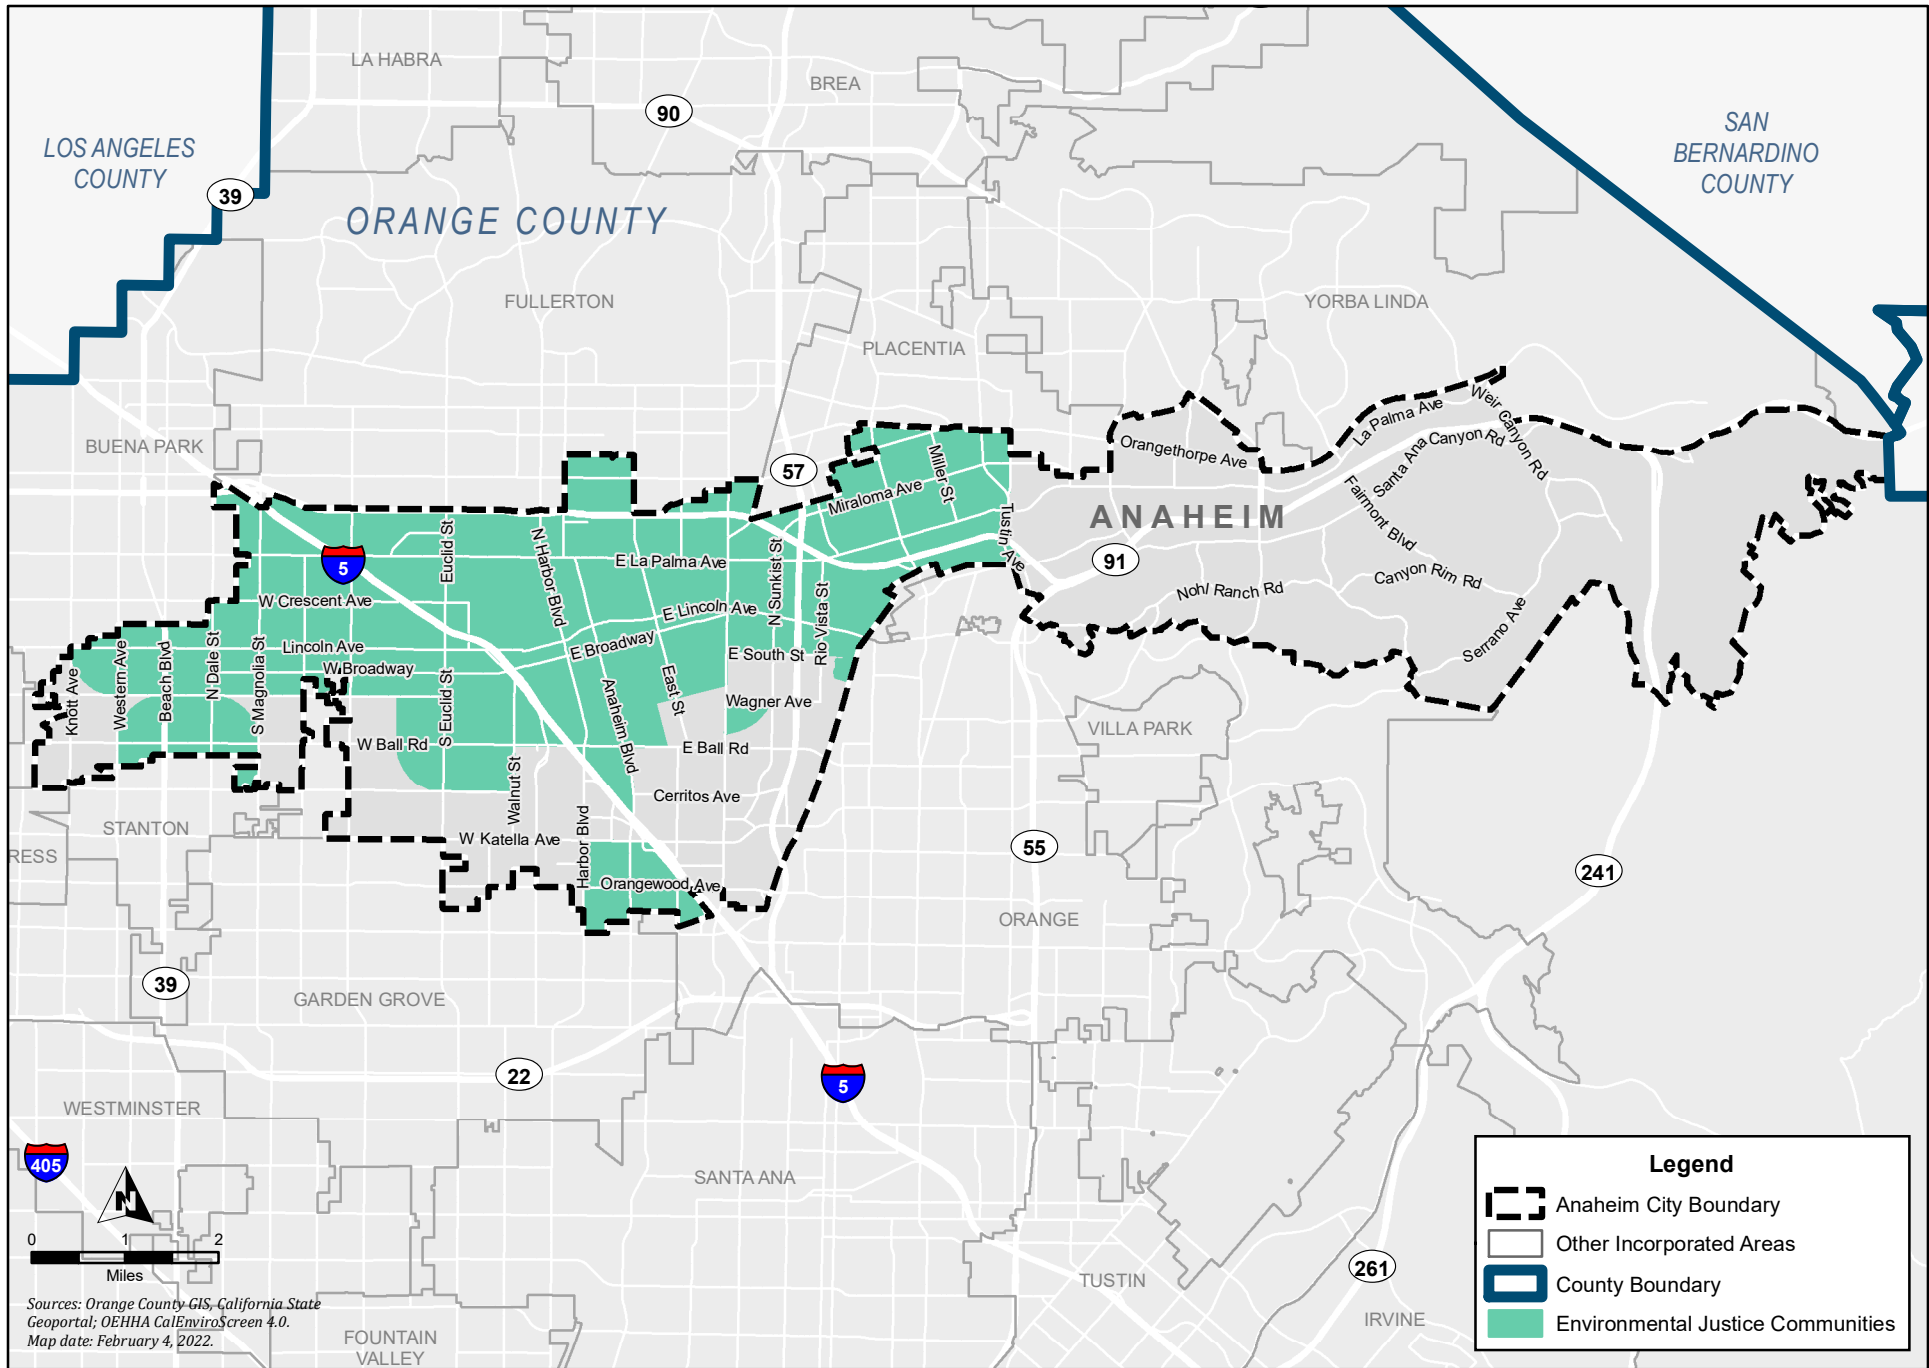 LA HABRA
BREA
90
LOS ANGELES
COUNTY
SAN
BERNARDINO
COUNTY
39
ORANGE COUNTY
FULLERTON
YORBA LINDA
PLACENTIA
BUENA PARK
La Palma Ave
Weir Canyon Rd
Santa Ana Canyon Rd
Orangethorpe Ave
57
Miller St
Miraloma Ave
Fairmont Blvd
ANAHEIM
Tustin Ave
Euclid St
N Harbor Blvd
5
E La Palma Ave
N Sunkist St
91
Canyon Rim Rd
Nohl Ranch Rd
W Crescent Ave
E Lincoln Ave
Rio Vista St
Serrano Ave
Lincoln Ave
E Broadway
E South St
W Broadway
Knott Ave
Western Ave
Beach Blvd
N Dale St
S Magnolia St
S Euclid St
East St
Wagner Ave
Anaheim Blvd
VILLA PARK
W Ball Rd
E Ball Rd
Walnut St
Cerritos Ave
STANTON
W Katella Ave
Harbor Blvd
55
RESS
241
Orangewood Ave
ORANGE
39
GARDEN GROVE
22
5
WESTMINSTER
405
SANTA ANA
N
0 1 2
Miles
TUSTIN
261
IRVINE
FOUNTAIN
VALLEY
Sources: Orange County GIS, California State
Geoportal; OEHHA CalEnviroScreen 4.0.
Map date: February 4, 2022.
Legend
Anaheim City Boundary
Other Incorporated Areas
County Boundary
Environmental Justice Communities